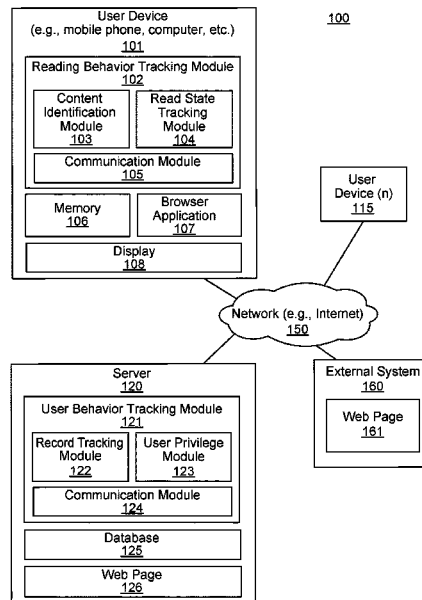 User Device
(e.g., mobile phone, computer, etc.)
101
Reading Behavior Tracking Module
102
Content
Identification
Module
103
Read State
Tracking
Module
104
Communication Module
105
Memory
106
Browser
Application
107
Display
108
100
User
Device (n)
115
Network (e.g., Internet)
150
Server
120
User Behavior Tracking Module
121
Record Tracking
Module
122
User Privilege
Module
123
Communication Module
124
Database
125
Web Page
126
External System
160
Web Page
161